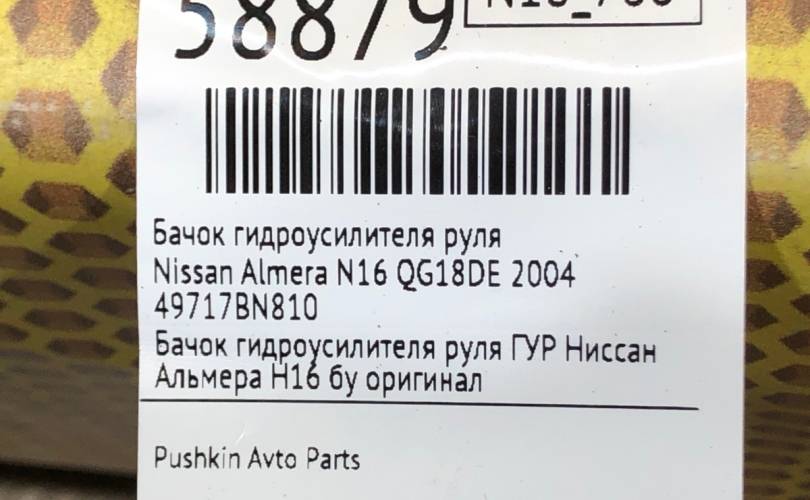 58879
Бачок гидроусилителя руля
Nissan Almera N16 QG18DE 2004
49717BN810
Бачок гидроусилителя руля ГУР Ниссан
Альмера Н16 бу оригинал
Pushkin Avto Parts